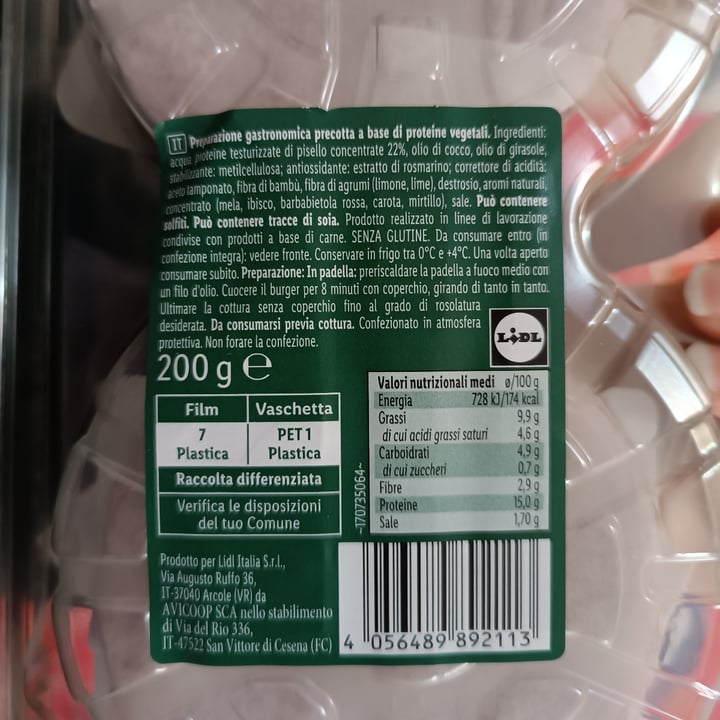 IT Preparazione gastronomica precotta a base di proteine vegetali. Ingredienti:
acqua, proteine testurizzate di pisello concentrate 22%, olio di cocco, olio di girasole,
stabilizzante: metilcellulosa; antiossidante: estratto di rosmarino; correttore di acidità:
aceto tamponato, fibra di bambù, fibra di agrumi (limone, lime), destrosio, aromi naturali,
concentrato (mela, ibisco, barbabietola rossa, carota, mirtillo), sale. Può contenere
solfiti. Può contenere tracce di soia. Prodotto realizzato in linee di lavorazione
condivise con prodotti a base di carne. SENZA GLUTINE. Da consumare entro (in
confezione integra): vedere fronte. Conservare in frigo tra 0°C e +4°C. Una volta aperto
consumare subito. Preparazione: In padella: preriscaldare la padella a fuoco medio con
un filo d'olio. Cuocere il burger per 8 minuti con coperchio, girando di tanto in tanto.
Ultimare la cottura senza coperchio fino al grado di rosolatura
desiderata. Da consumarsi previa cottura. Confezionato in atmosfera
protettiva. Non forare la confezione.
LIDL
200 g e
Film Vaschetta
7 PET 1
Plastica Plastica
Raccolta differenziata
Verifica le disposizioni
del tuo Comune
~170735064~
Valori nutrizionali medi ø/100 g
Energia 728 kJ/174 kcal
Grassi 9,9 g
di cui acidi grassi saturi 4,6 g
Carboidrati 4,9 g
di cui zuccheri 0,7 g
Fibre 2,9 g
Proteine 15,0 g
Sale 1,70 g
Prodotto per Lidl Italia S.r.l.,
Via Augusto Ruffo 36,
IT-37040 Arcole (VR) da
AVICOOP SCA nello stabilimento
di Via del Rio 336,
IT-47522 San Vittore di Cesena (FC)
4 056489 892113